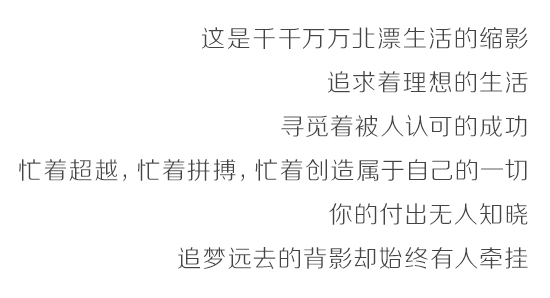 这是千千万万北漂生活的缩影
追求着理想的生活
寻觅着被人认可的成功
忙着超越，忙着拼搏，忙着创造属于自己的一切
你的付出无人知晓
追梦远去的背影却始终有人牵挂